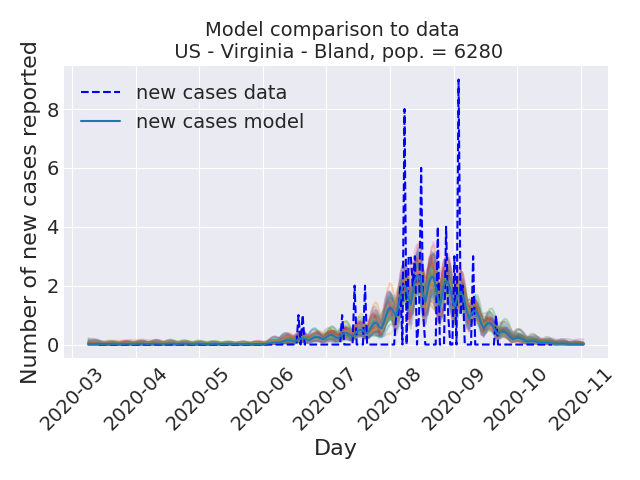 Model comparison to data
US - Virginia - Bland, pop. = 6280
Number of new cases reported
new cases data
new cases model
8
6
4
2
0
2020-03
2020-04
2020-05
2020-06
2020-07
2020-08
2020-09
2020-10
2020-11
Day